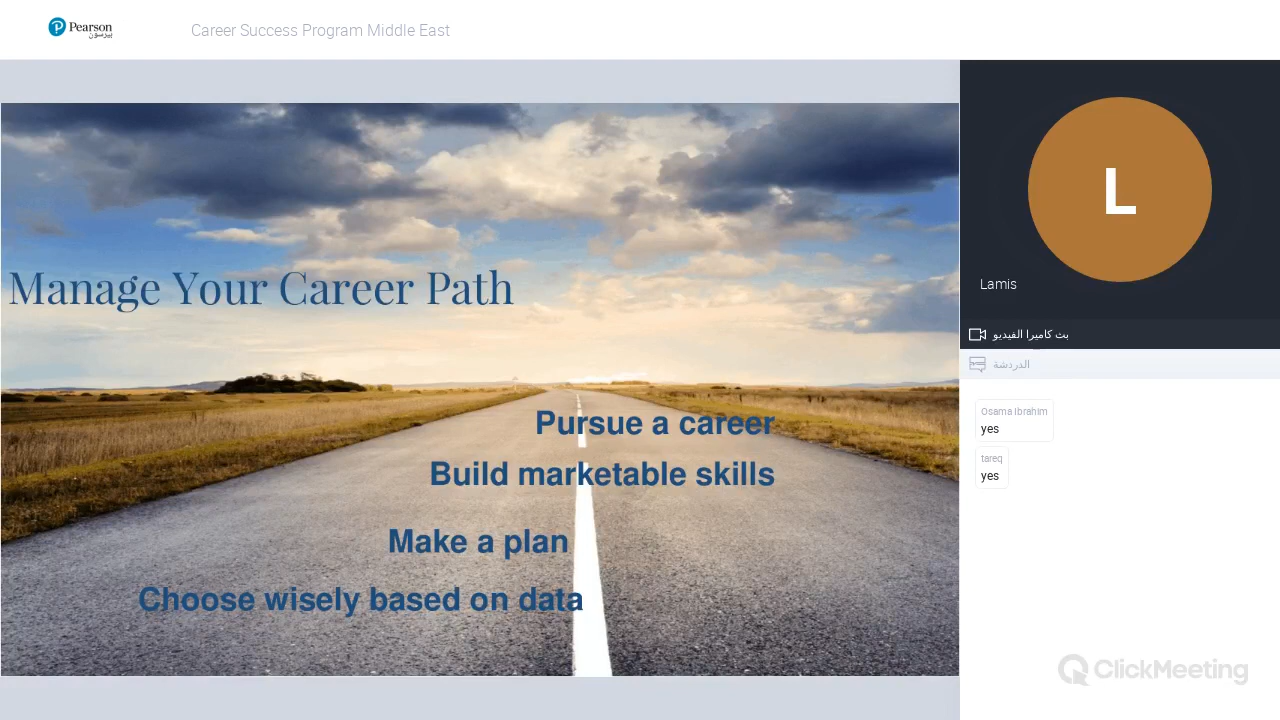 Pearson
بيرسون
Career Success Program Middle East
Manage Your Career Path
Pursue a career
Build marketable skills
Make a plan
Choose wisely based on data
L
Lamis
بث كاميرا الفيديو
الدردشة
Osama Ibrahim
yes
tareq
yes
ClickMeeting